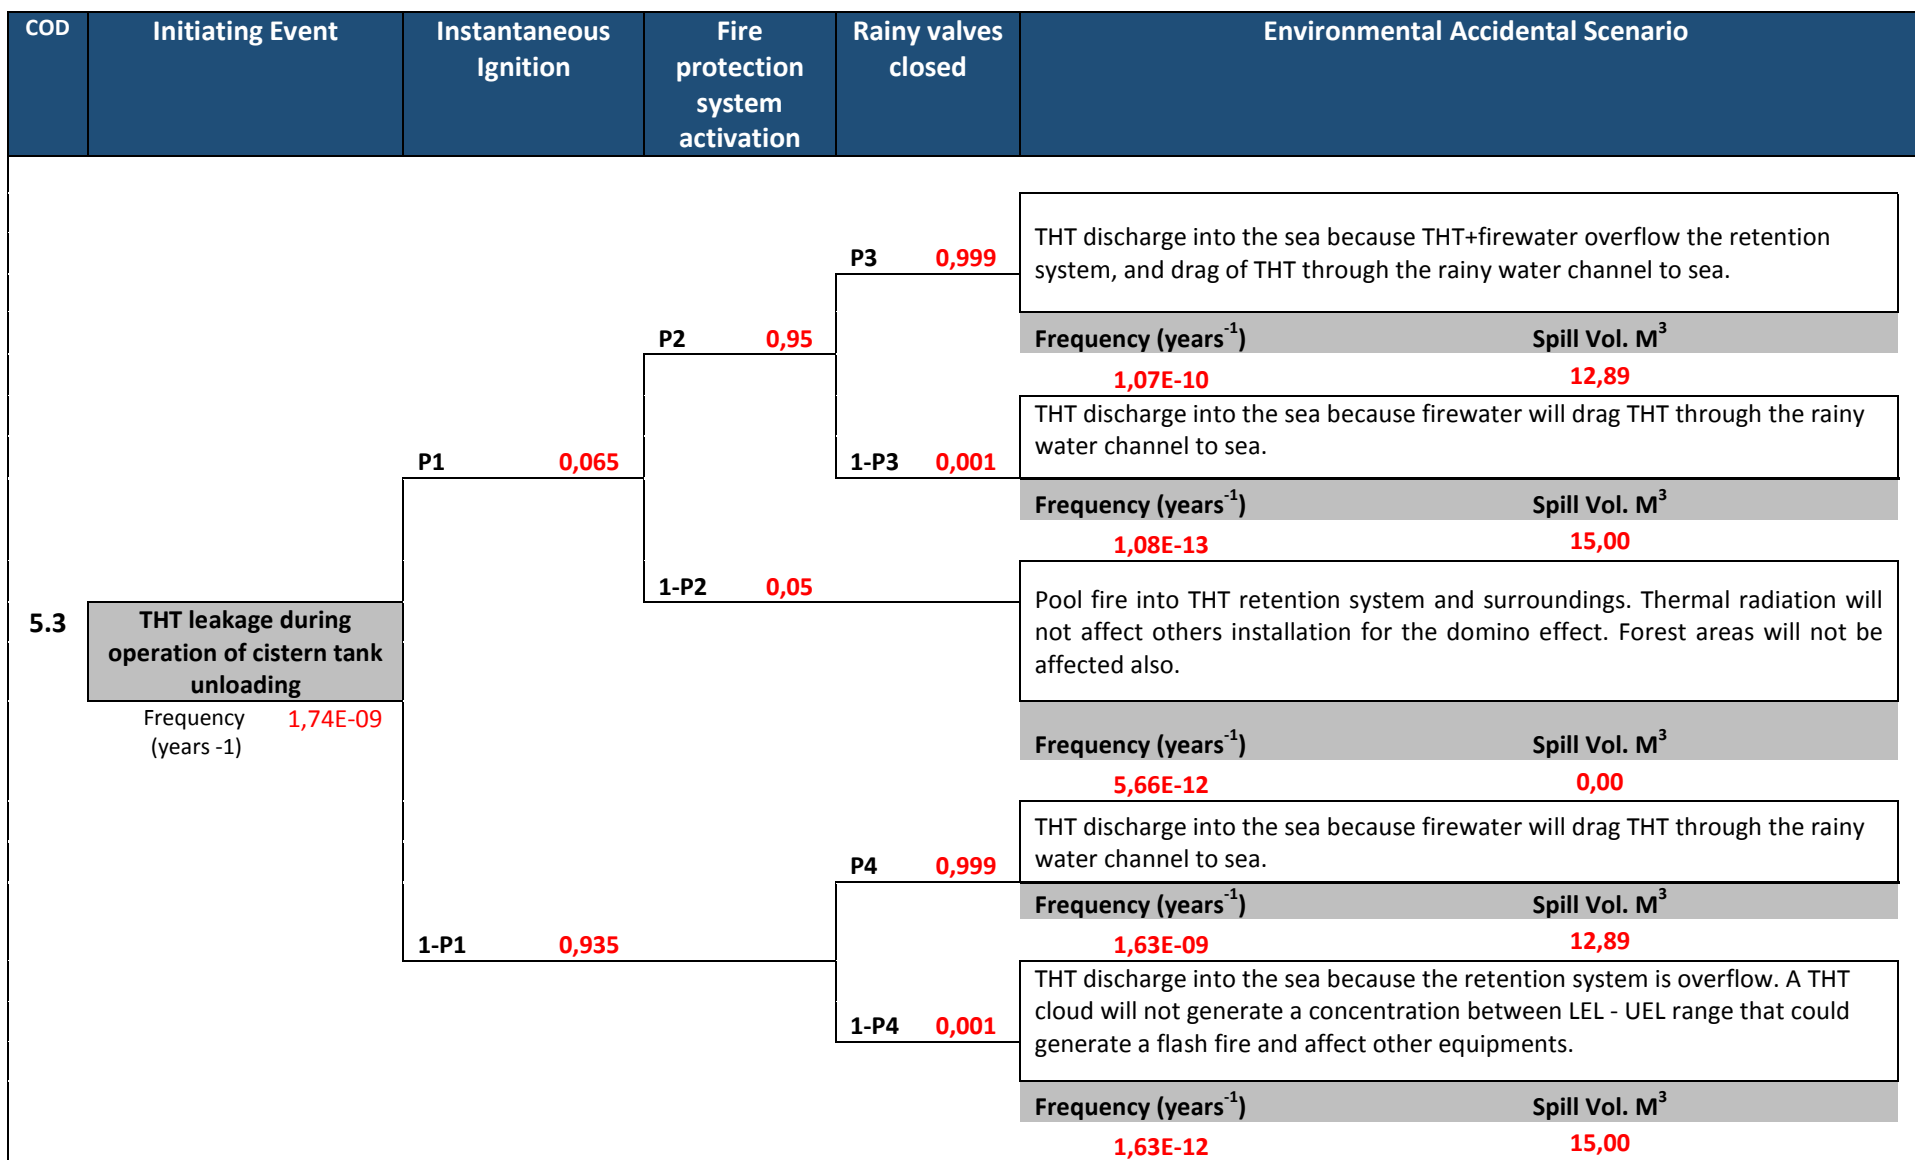 COD
Initiating Event
Instantaneous
Ignition
Fire
protection
system
activation
Rainy valves
closed
Environmental Accidental Scenario
THT discharge into the sea because THT+firewater overflow the retention
system, and drag of THT through the rainy water channel to sea.
P3 0,999
Frequency (years-1) Spill Vol. M3
P2 0,95
1,07E-10 12,89
THT discharge into the sea because firewater will drag THT through the rainy
water channel to sea.
P1 0,065
1-P3 0,001
Frequency (years-1) Spill Vol. M3
1,08E-13 15,00
1-P2 0,05
Pool fire into THT retention system and surroundings. Thermal radiation will
not affect others installation for the domino effect. Forest areas will not be
affected also.
5.3
THT leakage during
operation of cistern tank
unloading
Frequency 1,74E-09
(years -1)
Frequency (years-1) Spill Vol. M3
5,66E-12 0,00
THT discharge into the sea because firewater will drag THT through the rainy
water channel to sea.
P4 0,999
Frequency (years-1) Spill Vol. M3
1-P1 0,935
1,63E-09 12,89
THT discharge into the sea because the retention system is overflow. A THT
cloud will not generate a concentration between LEL - UEL range that could
generate a flash fire and affect other equipments.
1-P4 0,001
Frequency (years-1) Spill Vol. M3
1,63E-12 15,00